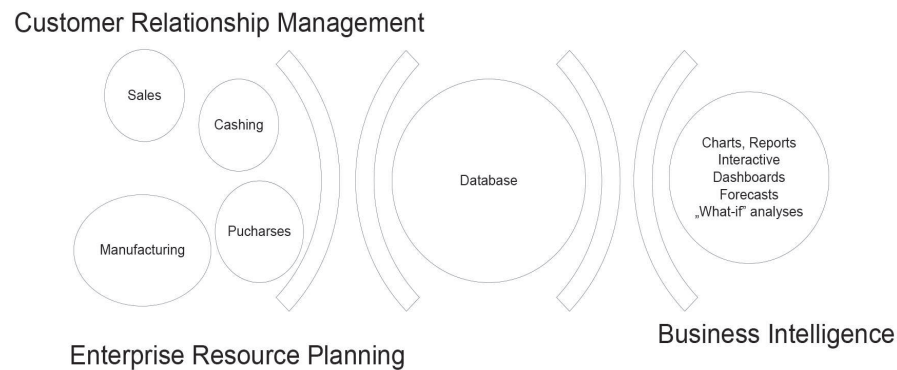 Customer Relationship Management
Sales
Cashing
Manufacturing
Pucharses
Database
Charts, Reports
Interactive
Dashboards
Forecasts
„What-if” analyses
Business Intelligence
Enterprise Resource Planning